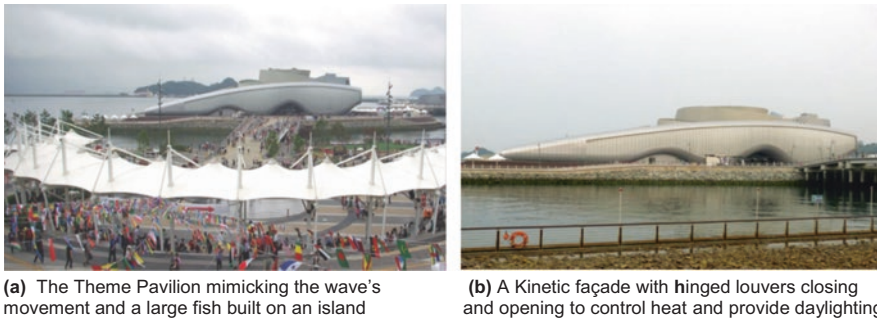 (a) The Theme Pavilion mimicking the wave's
movement and a large fish built on an island
(b) A Kinetic façade with hinged louvers closing
and opening to control heat and provide daylighting